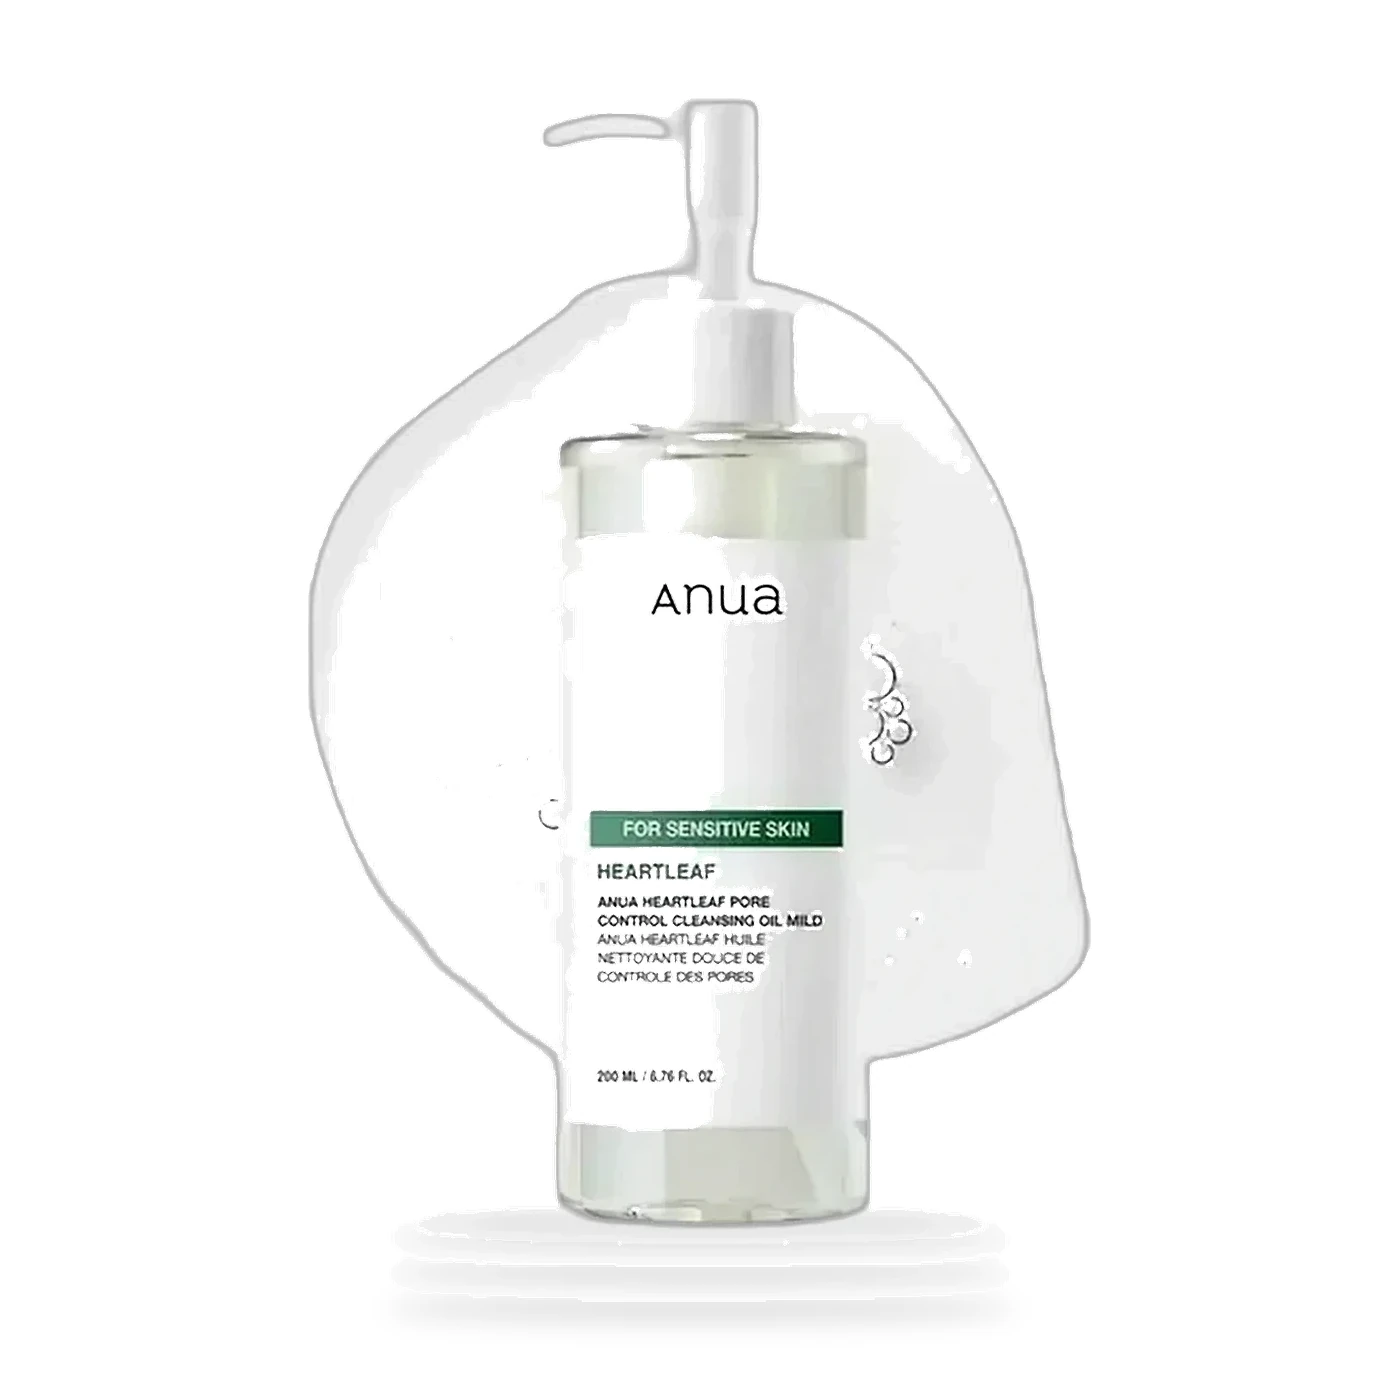 Anua
FOR SENSITIVE SKIN
HEARTLEAF
ANUA HEARTLEAF PORE
CONTROL CLEANSING OIL MILD
ANUA HEARTLEAF HUILE
NETTOYANTE DOUCE DE
CONTROLE DES PORES
200 ML / 6.76 FL. OZ.